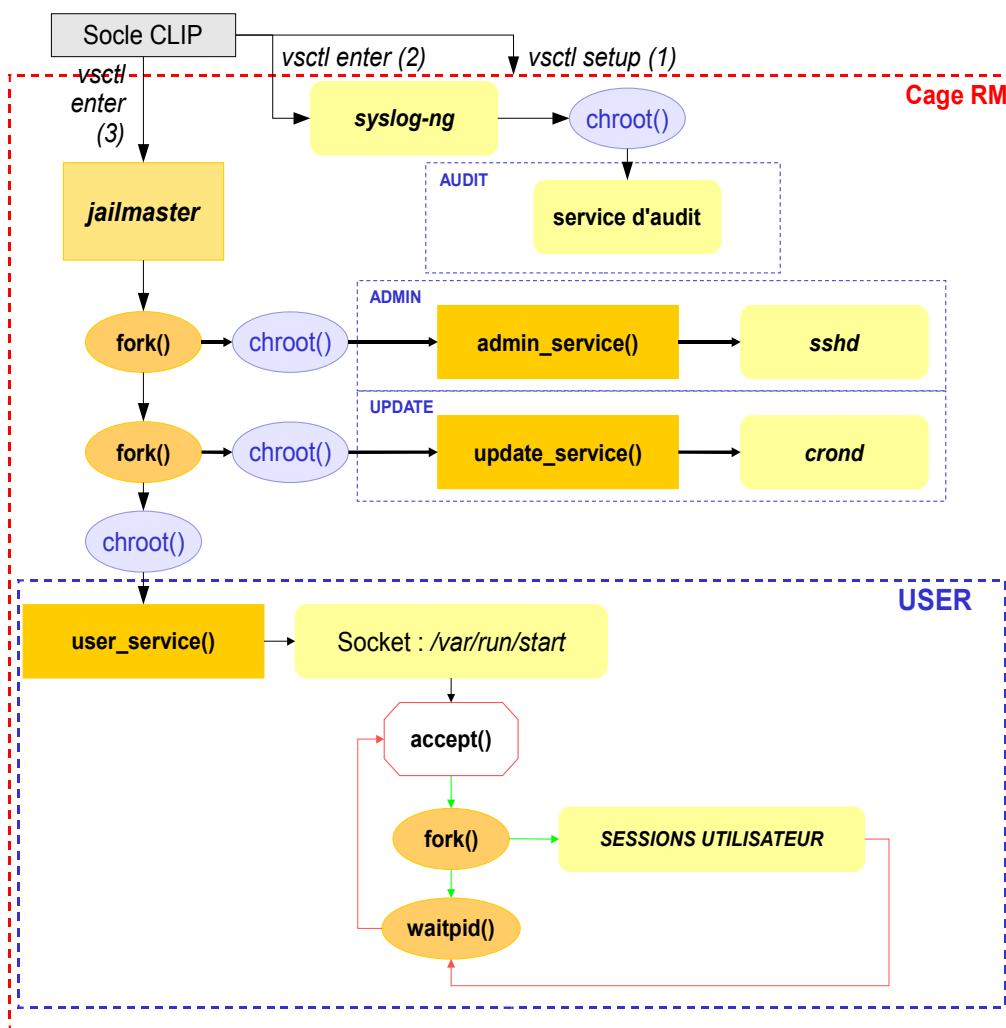 Socle CLIP
vsctl enter (2)
vsctl setup (1)
vsctl
enter
(3)
Cage RM
syslog-ng
chroot()
AUDIT
service d'audit
jailmaster
ADMIN
fork()
chroot()
admin_service()
sshd
UPDATE
fork()
chroot()
update_service()
crond
chroot()
USER
user_service()
Socket : /var/run/start
accept()
fork()
SESSIONS UTILISATEUR
waitpid()